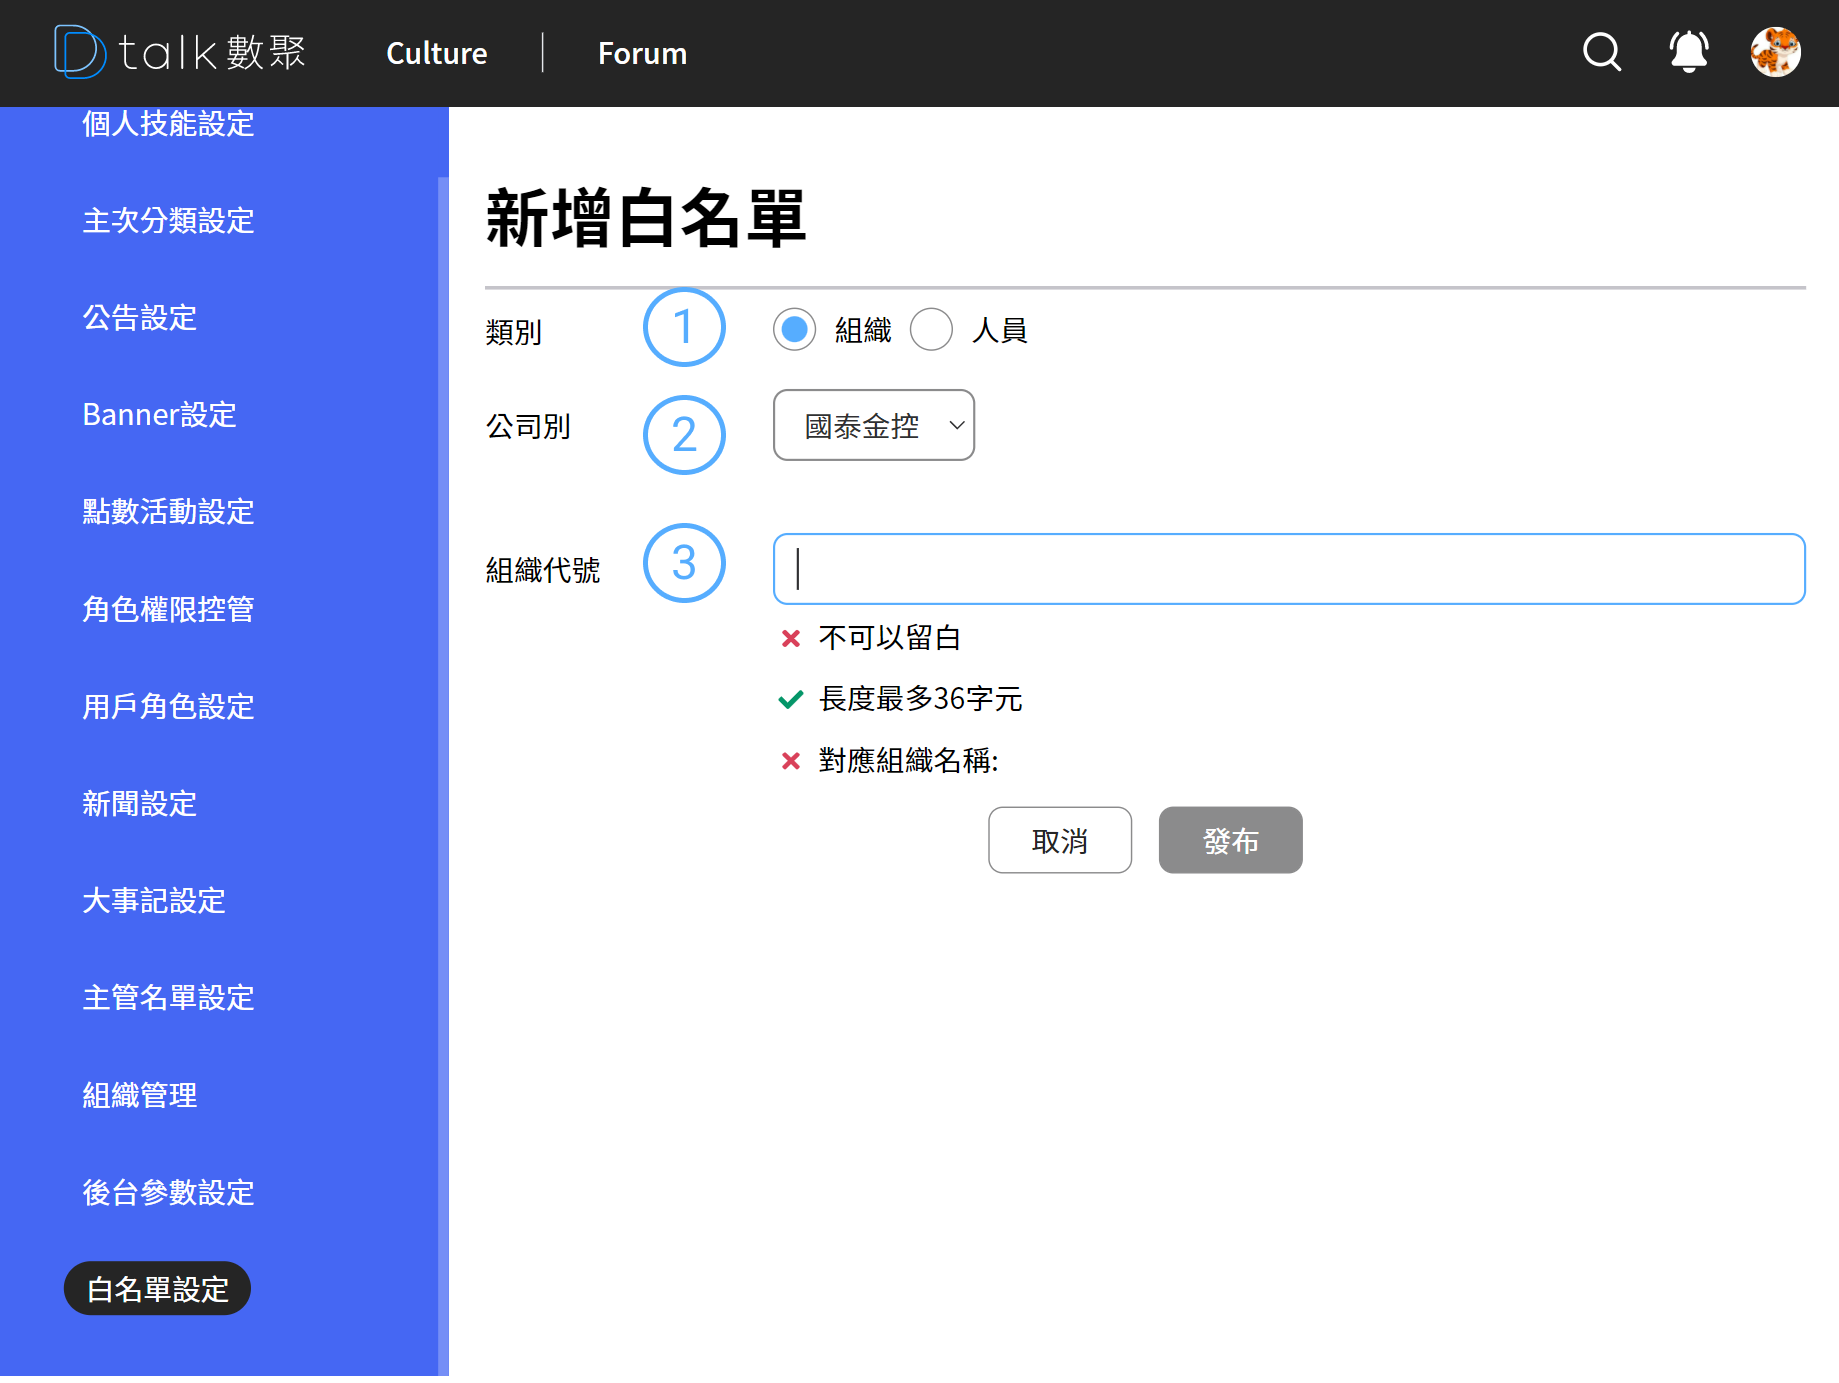 Dtalk數聚
Culture
Forum
個人技能設定
主次分類設定
公告設定
Banner設定
點數活動設定
角色權限控管
用戶角色設定
新聞設定
大事記設定
主管名單設定
組織管理
後台參數設定
白名單設定
新增白名單
類別 1 組織 人員
公司別 2 國泰金控
組織代號 3
不可以留白
長度最多36字元
對應組織名稱:
取消 發布